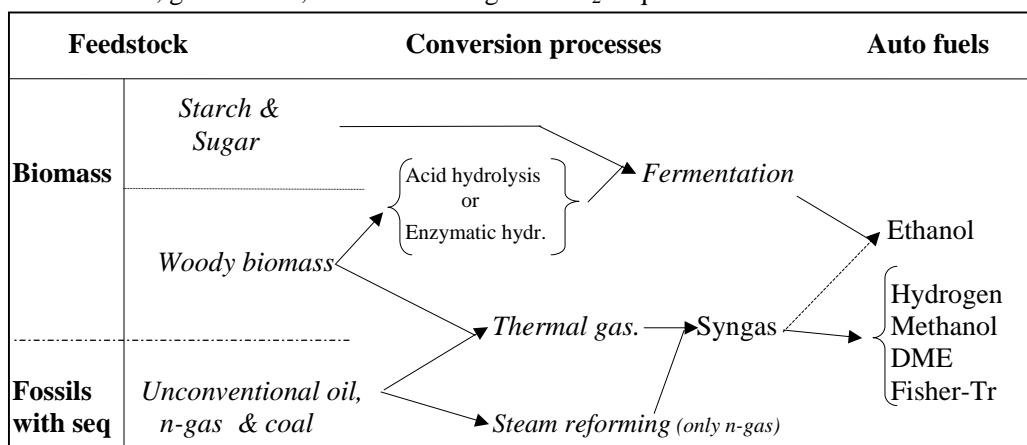 Feedstock Conversion processes Auto fuels
Starch &
Sugar
Biomass
Acid hydrolysis
or
Enzymatic hydr.
Fermentation
Ethanol
Woody biomass
Hydrogen
Thermal gas. Syngas Methanol
DME
Fossils Unconventional oil, Fisher-Tr
with seq n-gas & coal Steam reforming (only n-gas)